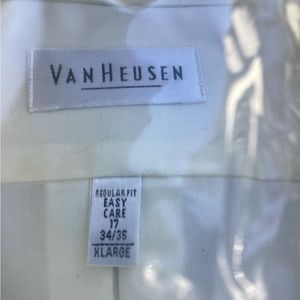 VAN HEUSEN
REGULAR FIT
EASY
CARE
17
34/35
XLARGE